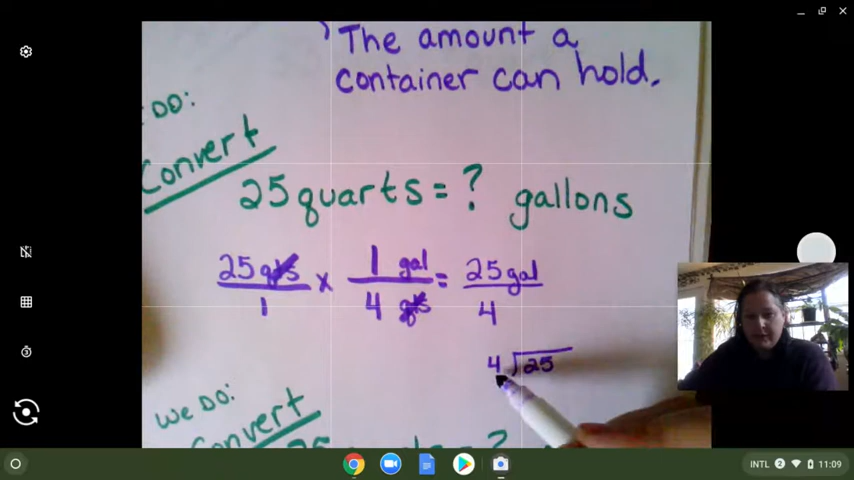 The amount a
container can hold.
DO:
Convert
25 quarts = ? gallons
25 qts / 1 x 1 gal / 4 qts = 25 gal / 4
4 ⟌ 25
We DO:
Convert
?
INTL 2 11:09